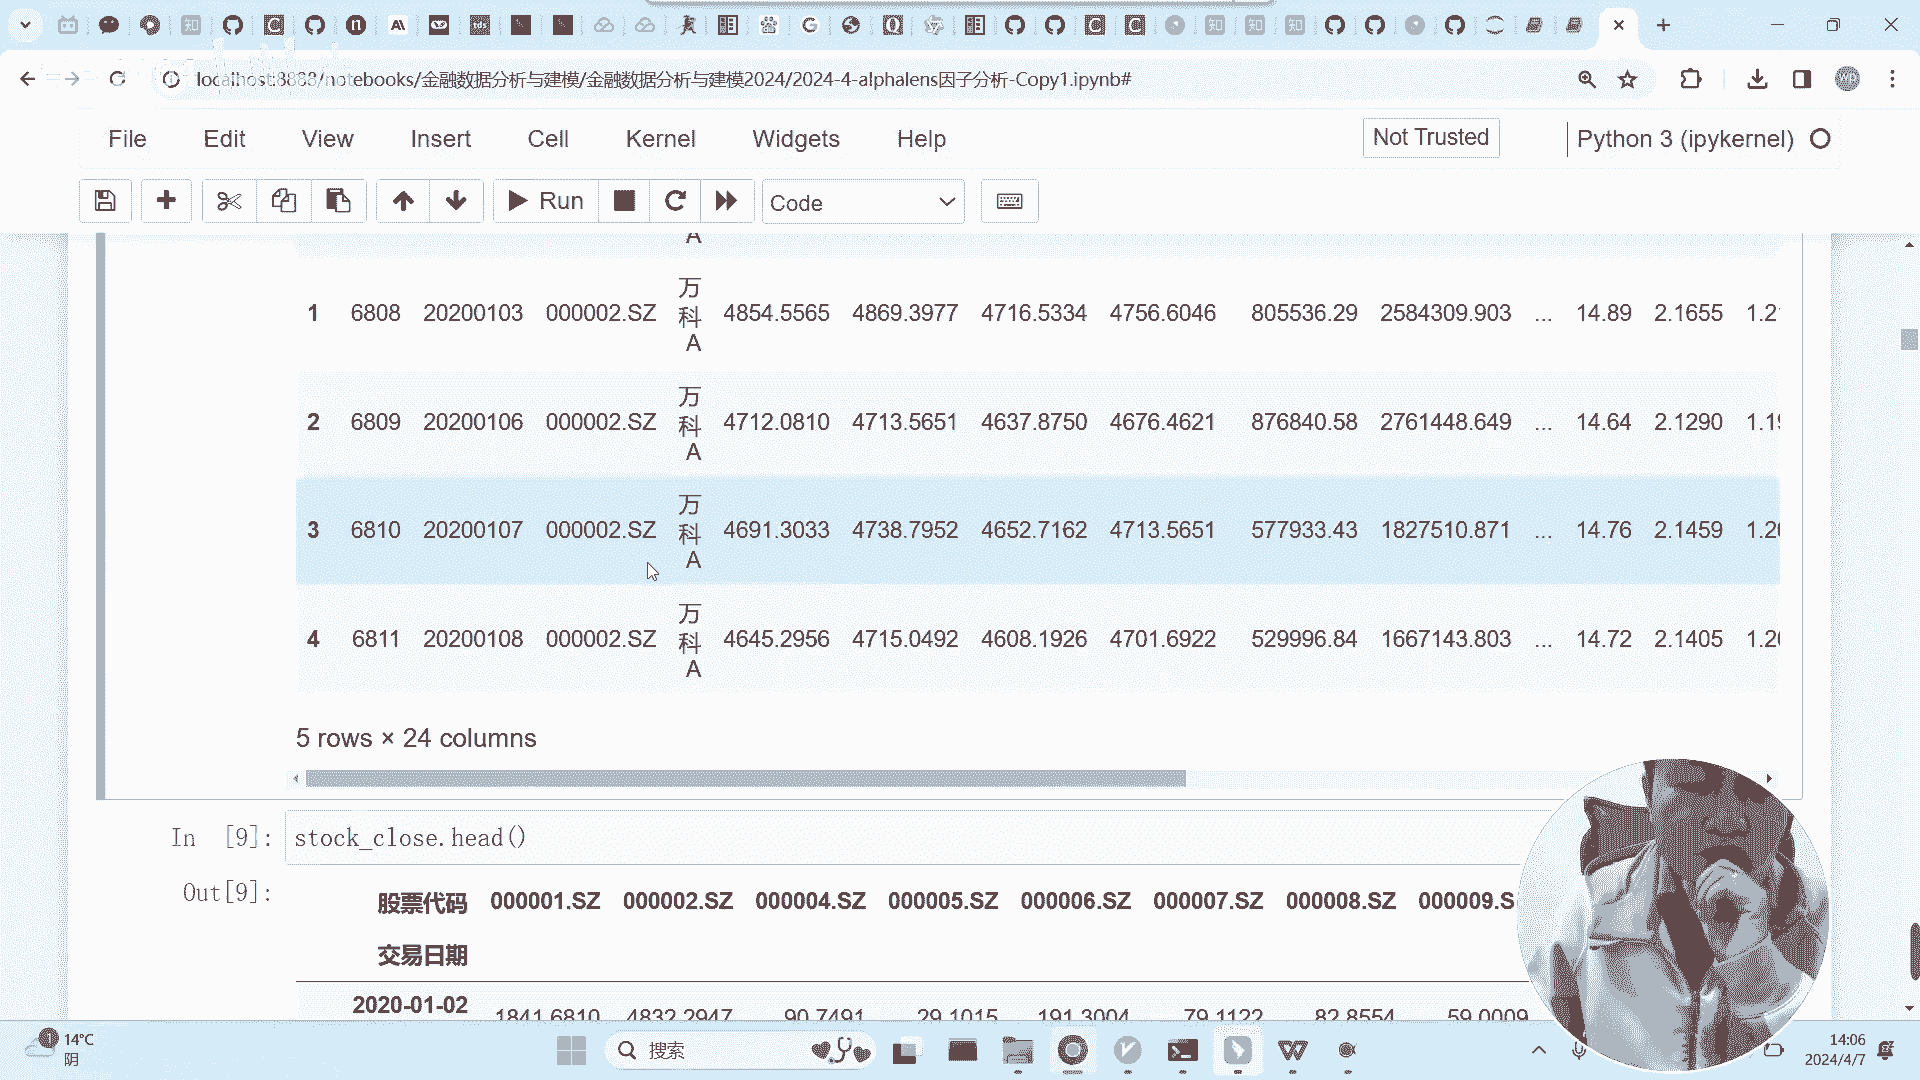 localhost:8888/notebooks/金融数据分析与建模/金融数据分析与建模2024/2024-4-alphalens因子分析-Copy1.ipynb#
File Edit View Insert Cell Kernel Widgets Help Not Trusted Python 3 (ipykernel)
Run Code
A
1 6808 20200103 000002.SZ 万科A 4854.5565 4869.3977 4716.5334 4756.6046 805536.29 2584309.903 ... 14.89 2.1655 1.2
2 6809 20200106 000002.SZ 万科A 4712.0810 4713.5651 4637.8750 4676.4621 876840.58 2761448.649 ... 14.64 2.1290 1.19
3 6810 20200107 000002.SZ 万科A 4691.3033 4738.7952 4652.7162 4713.5651 577933.43 1827510.871 ... 14.76 2.1459 1.20
4 6811 20200108 000002.SZ 万科A 4645.2956 4715.0492 4608.1926 4701.6922 529996.84 1667143.803 ... 14.72 2.1405 1.20
5 rows × 24 columns
In [9]: stock_close.head()
Out[9]:
股票代码 000001.SZ 000002.SZ 000004.SZ 000005.SZ 000006.SZ 000007.SZ 000008.SZ 000009.S
交易日期
2020-01-02 1841.6810 4832.2947 90.7491 29.1015 191.3004 79.1122 82.8554 59.0009
14°C
阴
搜索
14:06
2024/4/7